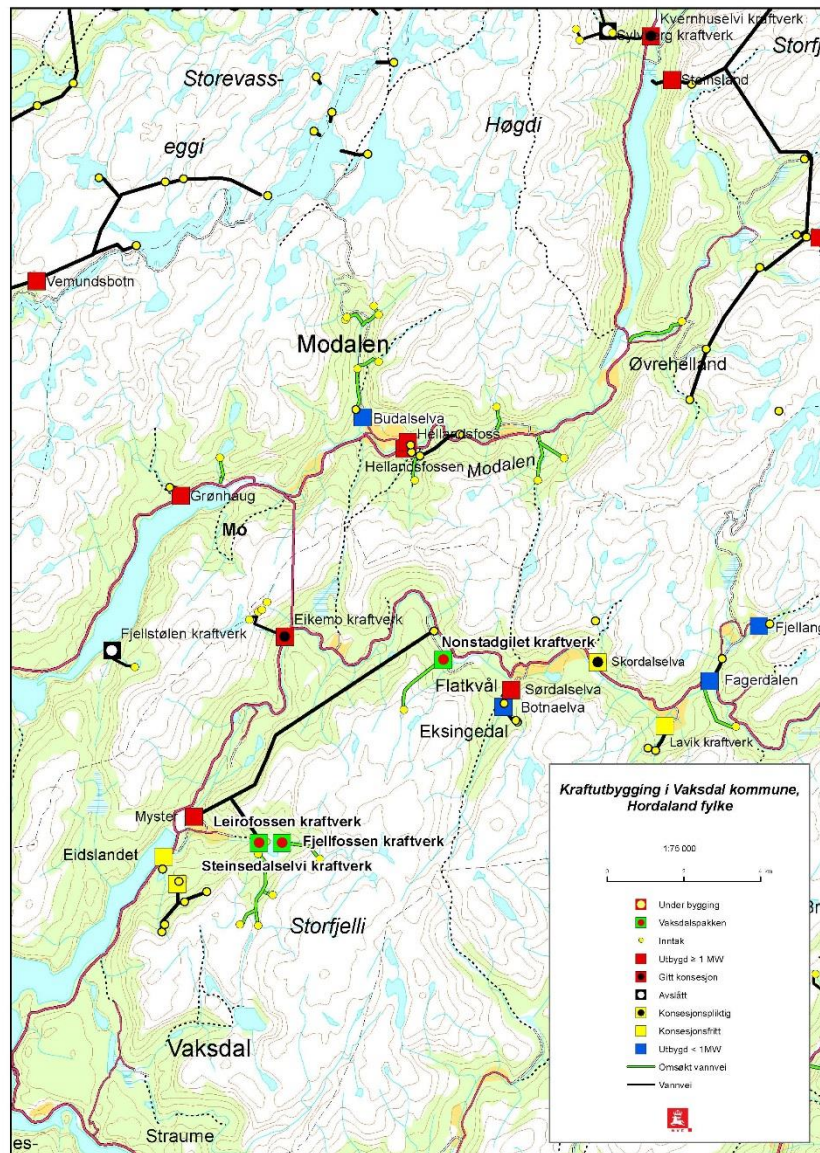 Kvernhuselvi kraftverk
kraftverk
Storevass-
eggi
Høgdi
Steinsland
Vemundsbotn
Modalen
Øvrehelland
Budalselva
Hellandsfoss
Hellandsfossen
Modalen
Grønhaug
Mo
Eikemo kraftverk
Fjellstølen kraftverk
Nonstadgilet kraftverk
Skordalselva
Fjellang
Flatkvål
Sørdalselva
Fagerdalen
Botnaelva
Eksingedal
Lavik kraftverk
Myster
Leirofossen kraftverk
Fjellfossen kraftverk
Eidslandet
Steinsedalselvi kraftverk
Storfjelli
Vaksdal
Straume
es-
Kraftutbygging i Vaksdal kommune,
Hordaland fylke
1:75 000
Under bygging
Vaksdalspakken
Inntak
Utbygd ≥ 1 MW
Gitt konsesjon
Avslått
Konsesjonspliktig
Konsesjonsfritt
Utbygd < 1MW
Omsøkt vannvei
Vannvei